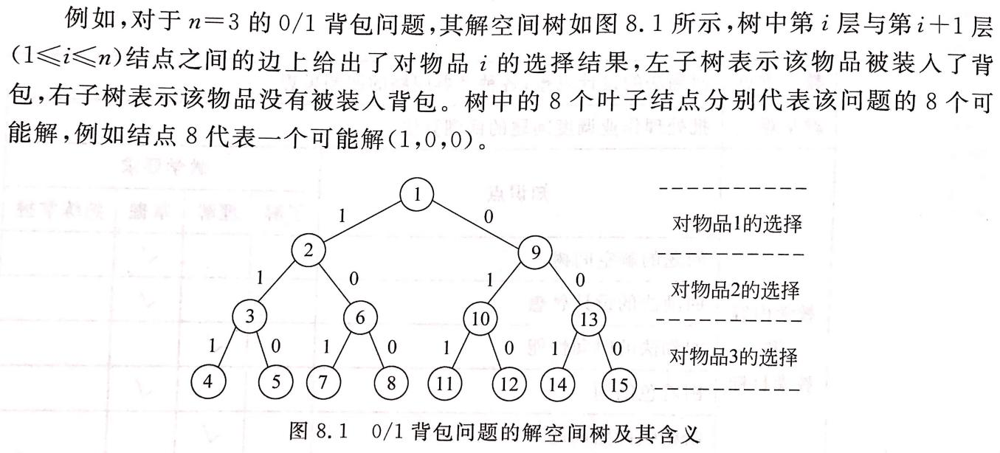 例如,对于n=3的0/1背包问题,其解空间树如图8.1所示,树中第i层与第i+1层
(1≤i≤n)结点之间的边上给出了对物品i的选择结果,左子树表示该物品被装入了背
包,右子树表示该物品没有被装入背包。树中的8个叶子结点分别代表该问题的8个可
能解,例如结点8代表一个可能解(1,0,0)。
1
1 0
对物品1的选择
2 9
1 0 1 0
对物品2的选择
3 6 10 13
1 0 1 0 1 0 1 0
对物品3的选择
4 5 7 8 11 12 14 15
图8.1 0/1背包问题的解空间树及其含义